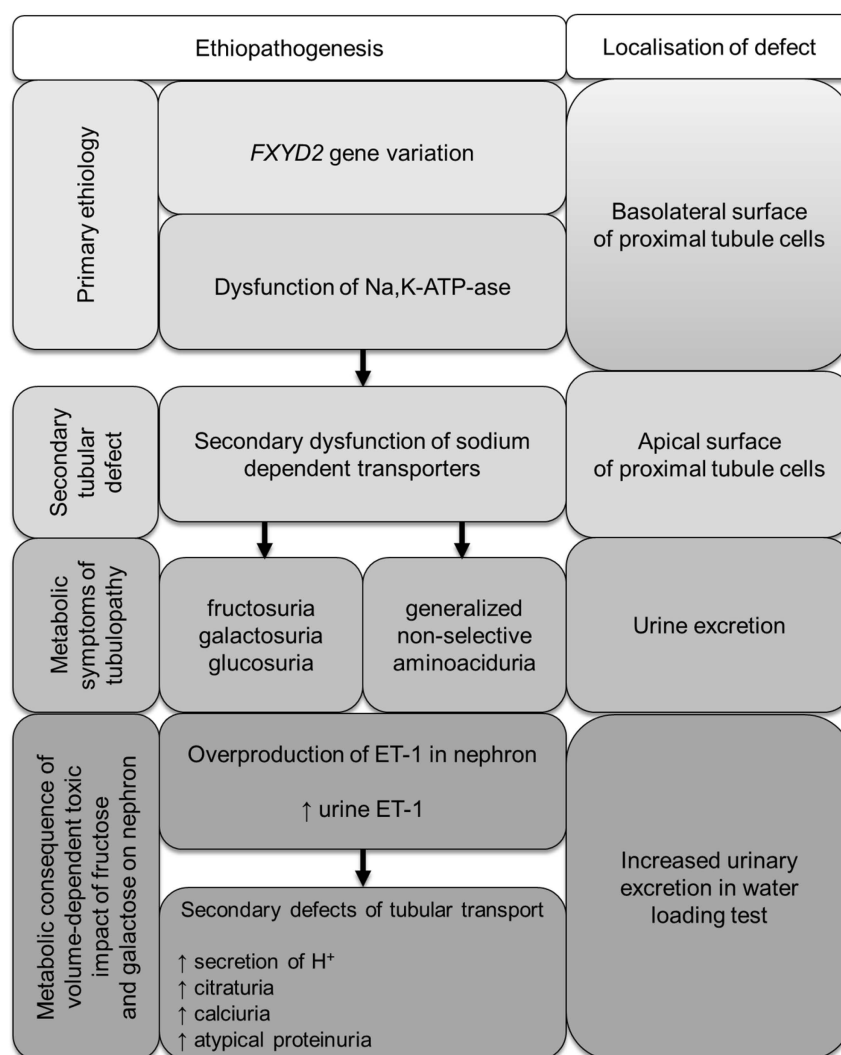 Ethiopathogenesis
Localisation of defect
Primary ethiology
FXYD2 gene variation
Dysfunction of Na,K-ATP-ase
Basolateral surface
of proximal tubule cells
Secondary
tubular
defect
Secondary dysfunction of sodium
dependent transporters
Apical surface
of proximal tubule cells
Metabolic
symptoms of
tubulopathy
fructosuria
galactosuria
glucosuria
generalized
non-selective
aminoaciduria
Urine excretion
Metabolic consequence of
volume-dependent toxic
impact of fructose
and galactose on nephron
Overproduction of ET-1 in nephron
↑ urine ET-1
Secondary defects of tubular transport
↑ secretion of H⁺
↑ citraturia
↑ calciuria
↑ atypical proteinuria
Increased urinary
excretion in water
loading test